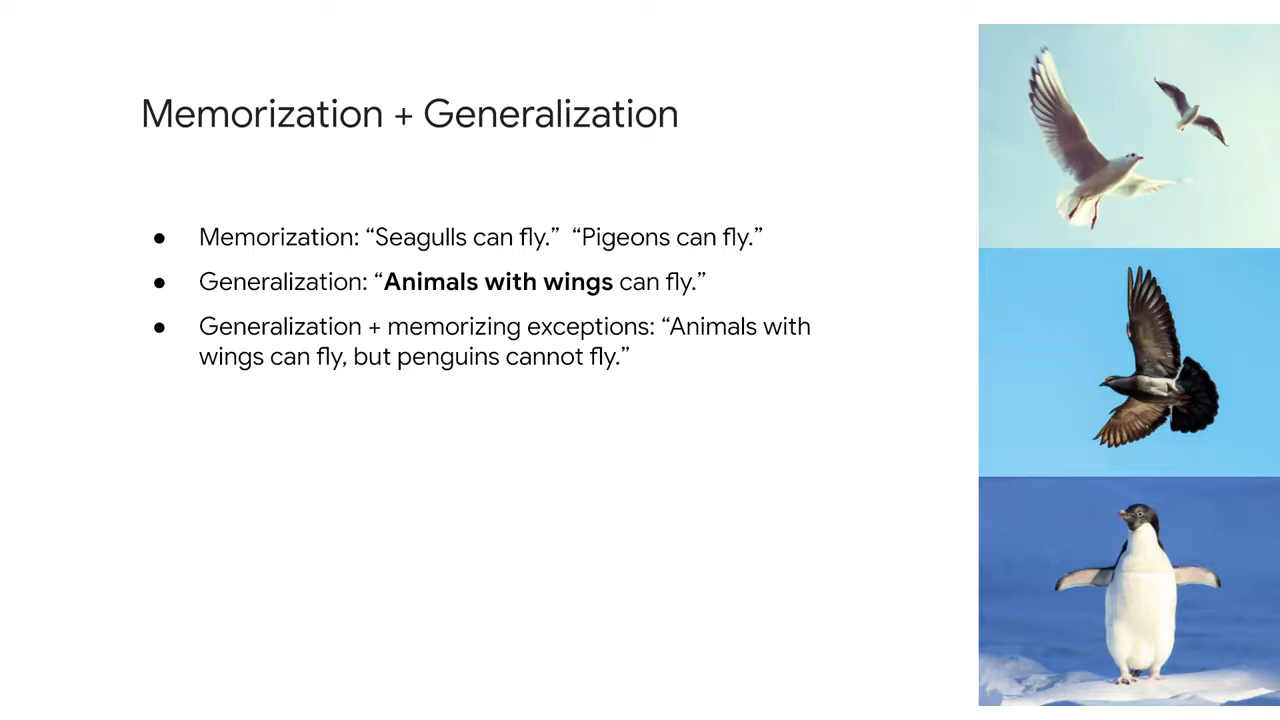 Memorization + Generalization
● Memorization: “Seagulls can fly.”  “Pigeons can fly.”
● Generalization: “Animals with wings can fly.”
● Generalization + memorizing exceptions: “Animals with
wings can fly, but penguins cannot fly.”